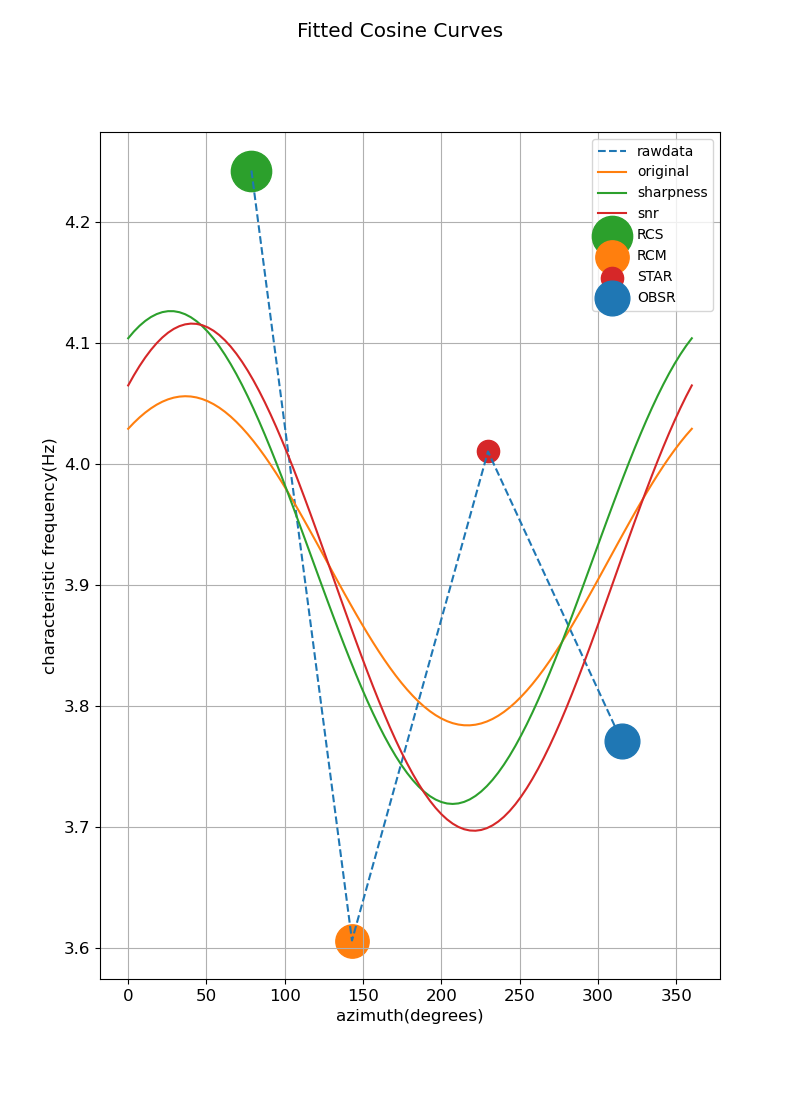 Fitted Cosine Curves
rawdata
original
sharpness
snr
RCS
RCM
STAR
OBSR
4.2
4.1
4.0
3.9
3.8
3.7
3.6
characteristic frequency(Hz)
0 50 100 150 200 250 300 350
azimuth(degrees)